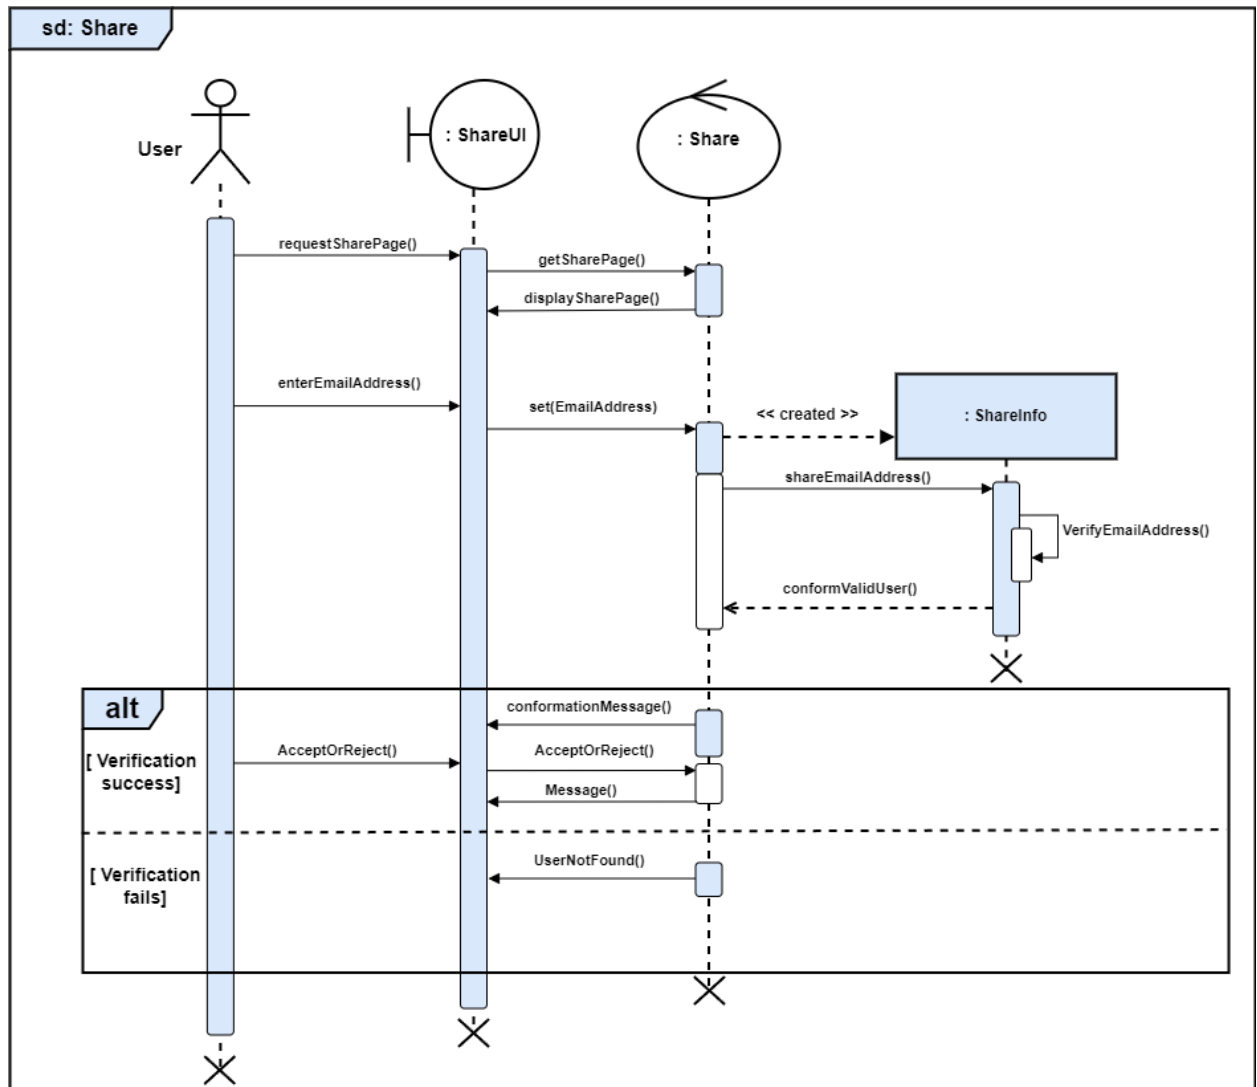 sd: Share
User
: ShareUI
: Share
requestSharePage()
getSharePage()
displaySharePage()
enterEmailAddress()
set(EmailAddress)
<< created >>
: ShareInfo
shareEmailAddress()
VerifyEmailAddress()
conformValidUser()
alt
conformationMessage()
[ Verification
success]
AcceptOrReject()
AcceptOrReject()
Message()
[ Verification
fails]
UserNotFound()